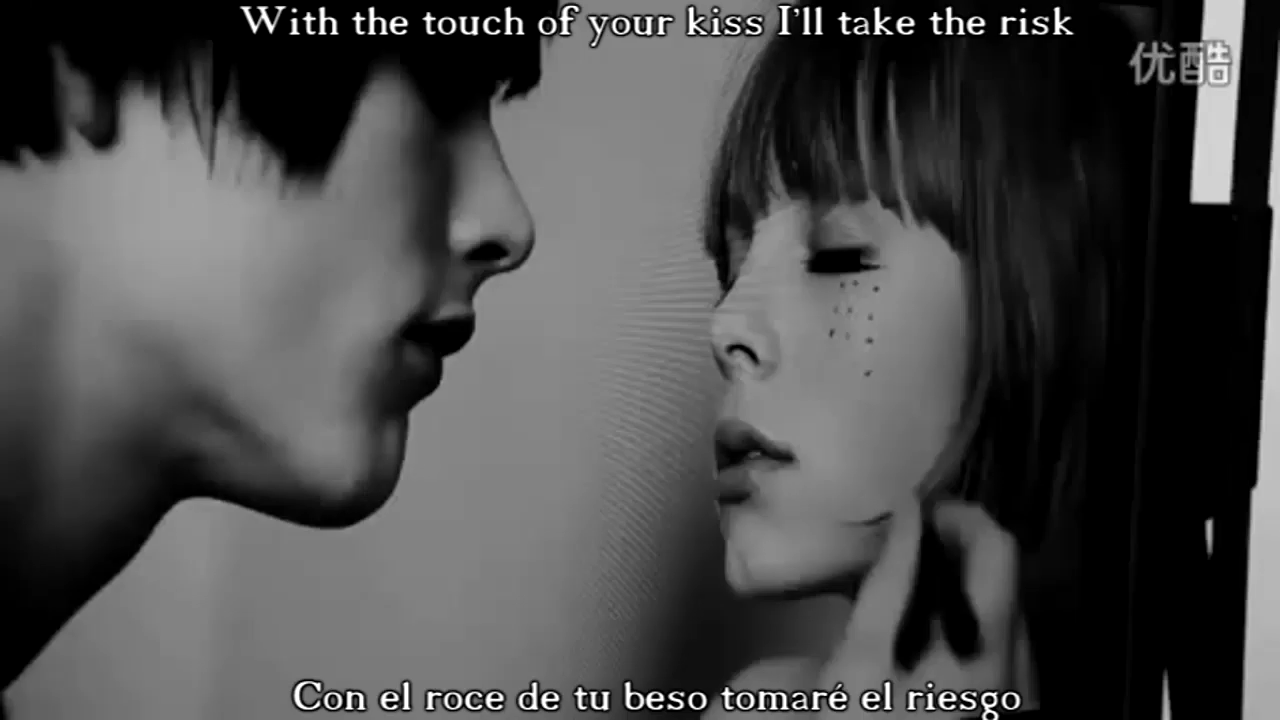 With the touch of your kiss I'll take the risk
优酷
Con el roce de tu beso tomaré el riesgo